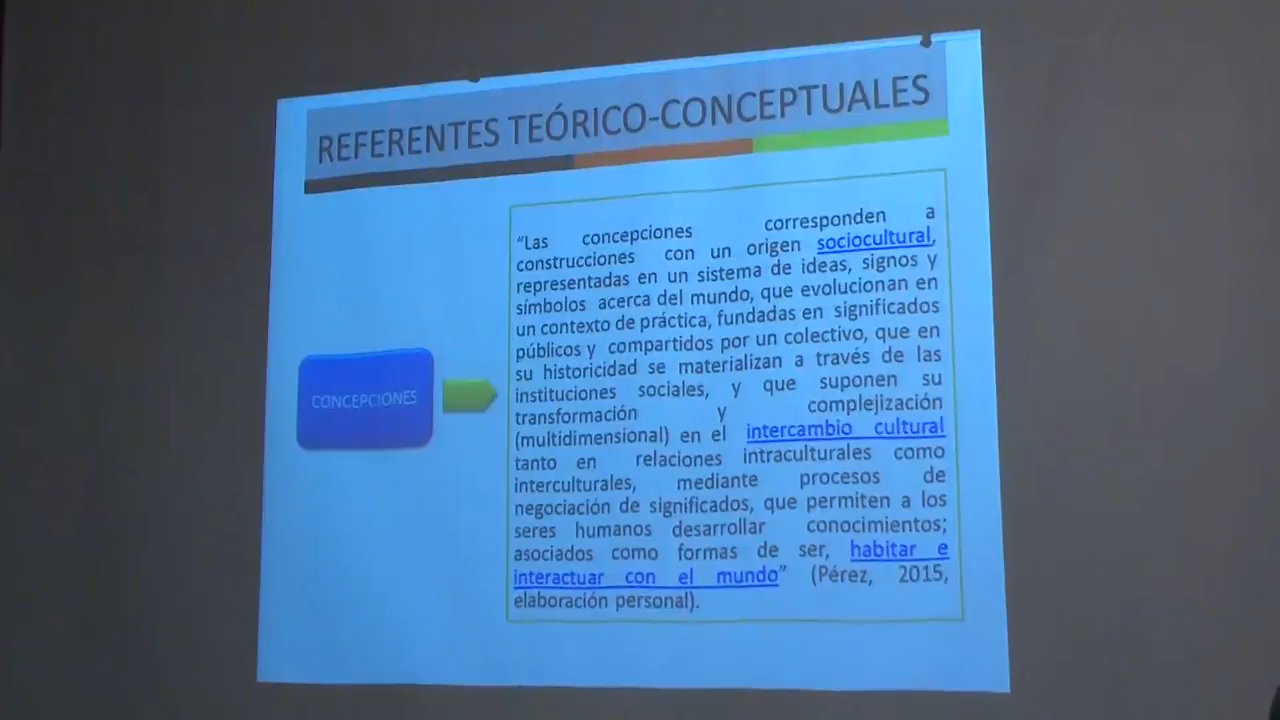 REFERENTES TEÓRICO-CONCEPTUALES
CONCEPCIONES
“Las concepciones corresponden a
construcciones con un origen sociocultural,
representadas en un sistema de ideas, signos y
símbolos acerca del mundo, que evolucionan en
un contexto de práctica, fundadas en significados
públicos y compartidos por un colectivo, que en
su historicidad se materializan a través de las
instituciones sociales, y que suponen su
transformación y complejización
(multidimensional) en el intercambio cultural
tanto en relaciones intraculturales como
interculturales, mediante procesos de
negociación de significados, que permiten a los
seres humanos desarrollar conocimientos;
asociados como formas de ser, habitar e
interactuar con el mundo” (Pérez, 2015,
elaboración personal).